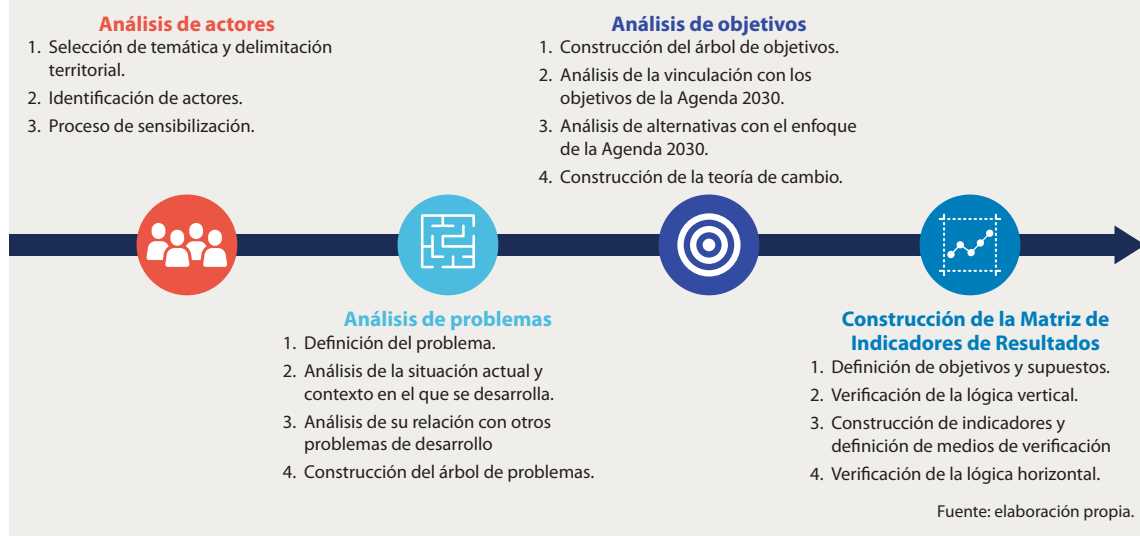 Análisis de actores
1. Selección de temática y delimitación
territorial.
2. Identificación de actores.
3. Proceso de sensibilización.
Análisis de problemas
1. Definición del problema.
2. Análisis de la situación actual y
contexto en el que se desarrolla.
3. Análisis de su relación con otros
problemas de desarrollo
4. Construcción del árbol de problemas.
Análisis de objetivos
1. Construcción del árbol de objetivos.
2. Análisis de la vinculación con los
objetivos de la Agenda 2030.
3. Análisis de alternativas con el enfoque
de la Agenda 2030.
4. Construcción de la teoría de cambio.
Construcción de la Matriz de
Indicadores de Resultados
1. Definición de objetivos y supuestos.
2. Verificación de la lógica vertical.
3. Construcción de indicadores y
definición de medios de verificación
4. Verificación de la lógica horizontal.
Fuente: elaboración propia.